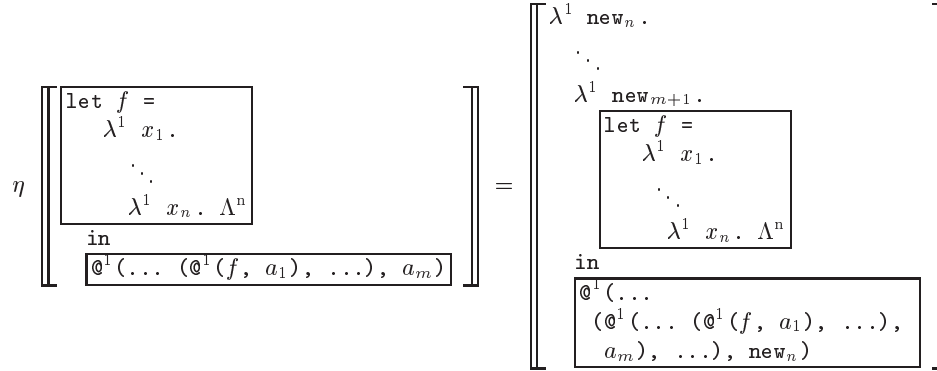 η ⟦ let f =
λ¹ x₁.
⋱
λ¹ xₙ. Λⁿ
in
@¹(... (@¹(f, a₁), ...), aₘ) ⟧
=
⟦ λ¹ newₙ.
⋱
λ¹ newₘ₊₁.
let f =
λ¹ x₁.
⋱
λ¹ xₙ. Λⁿ
in
@¹(...
(@¹(... (@¹(f, a₁), ...),
aₘ), ...), newₙ) ⟧